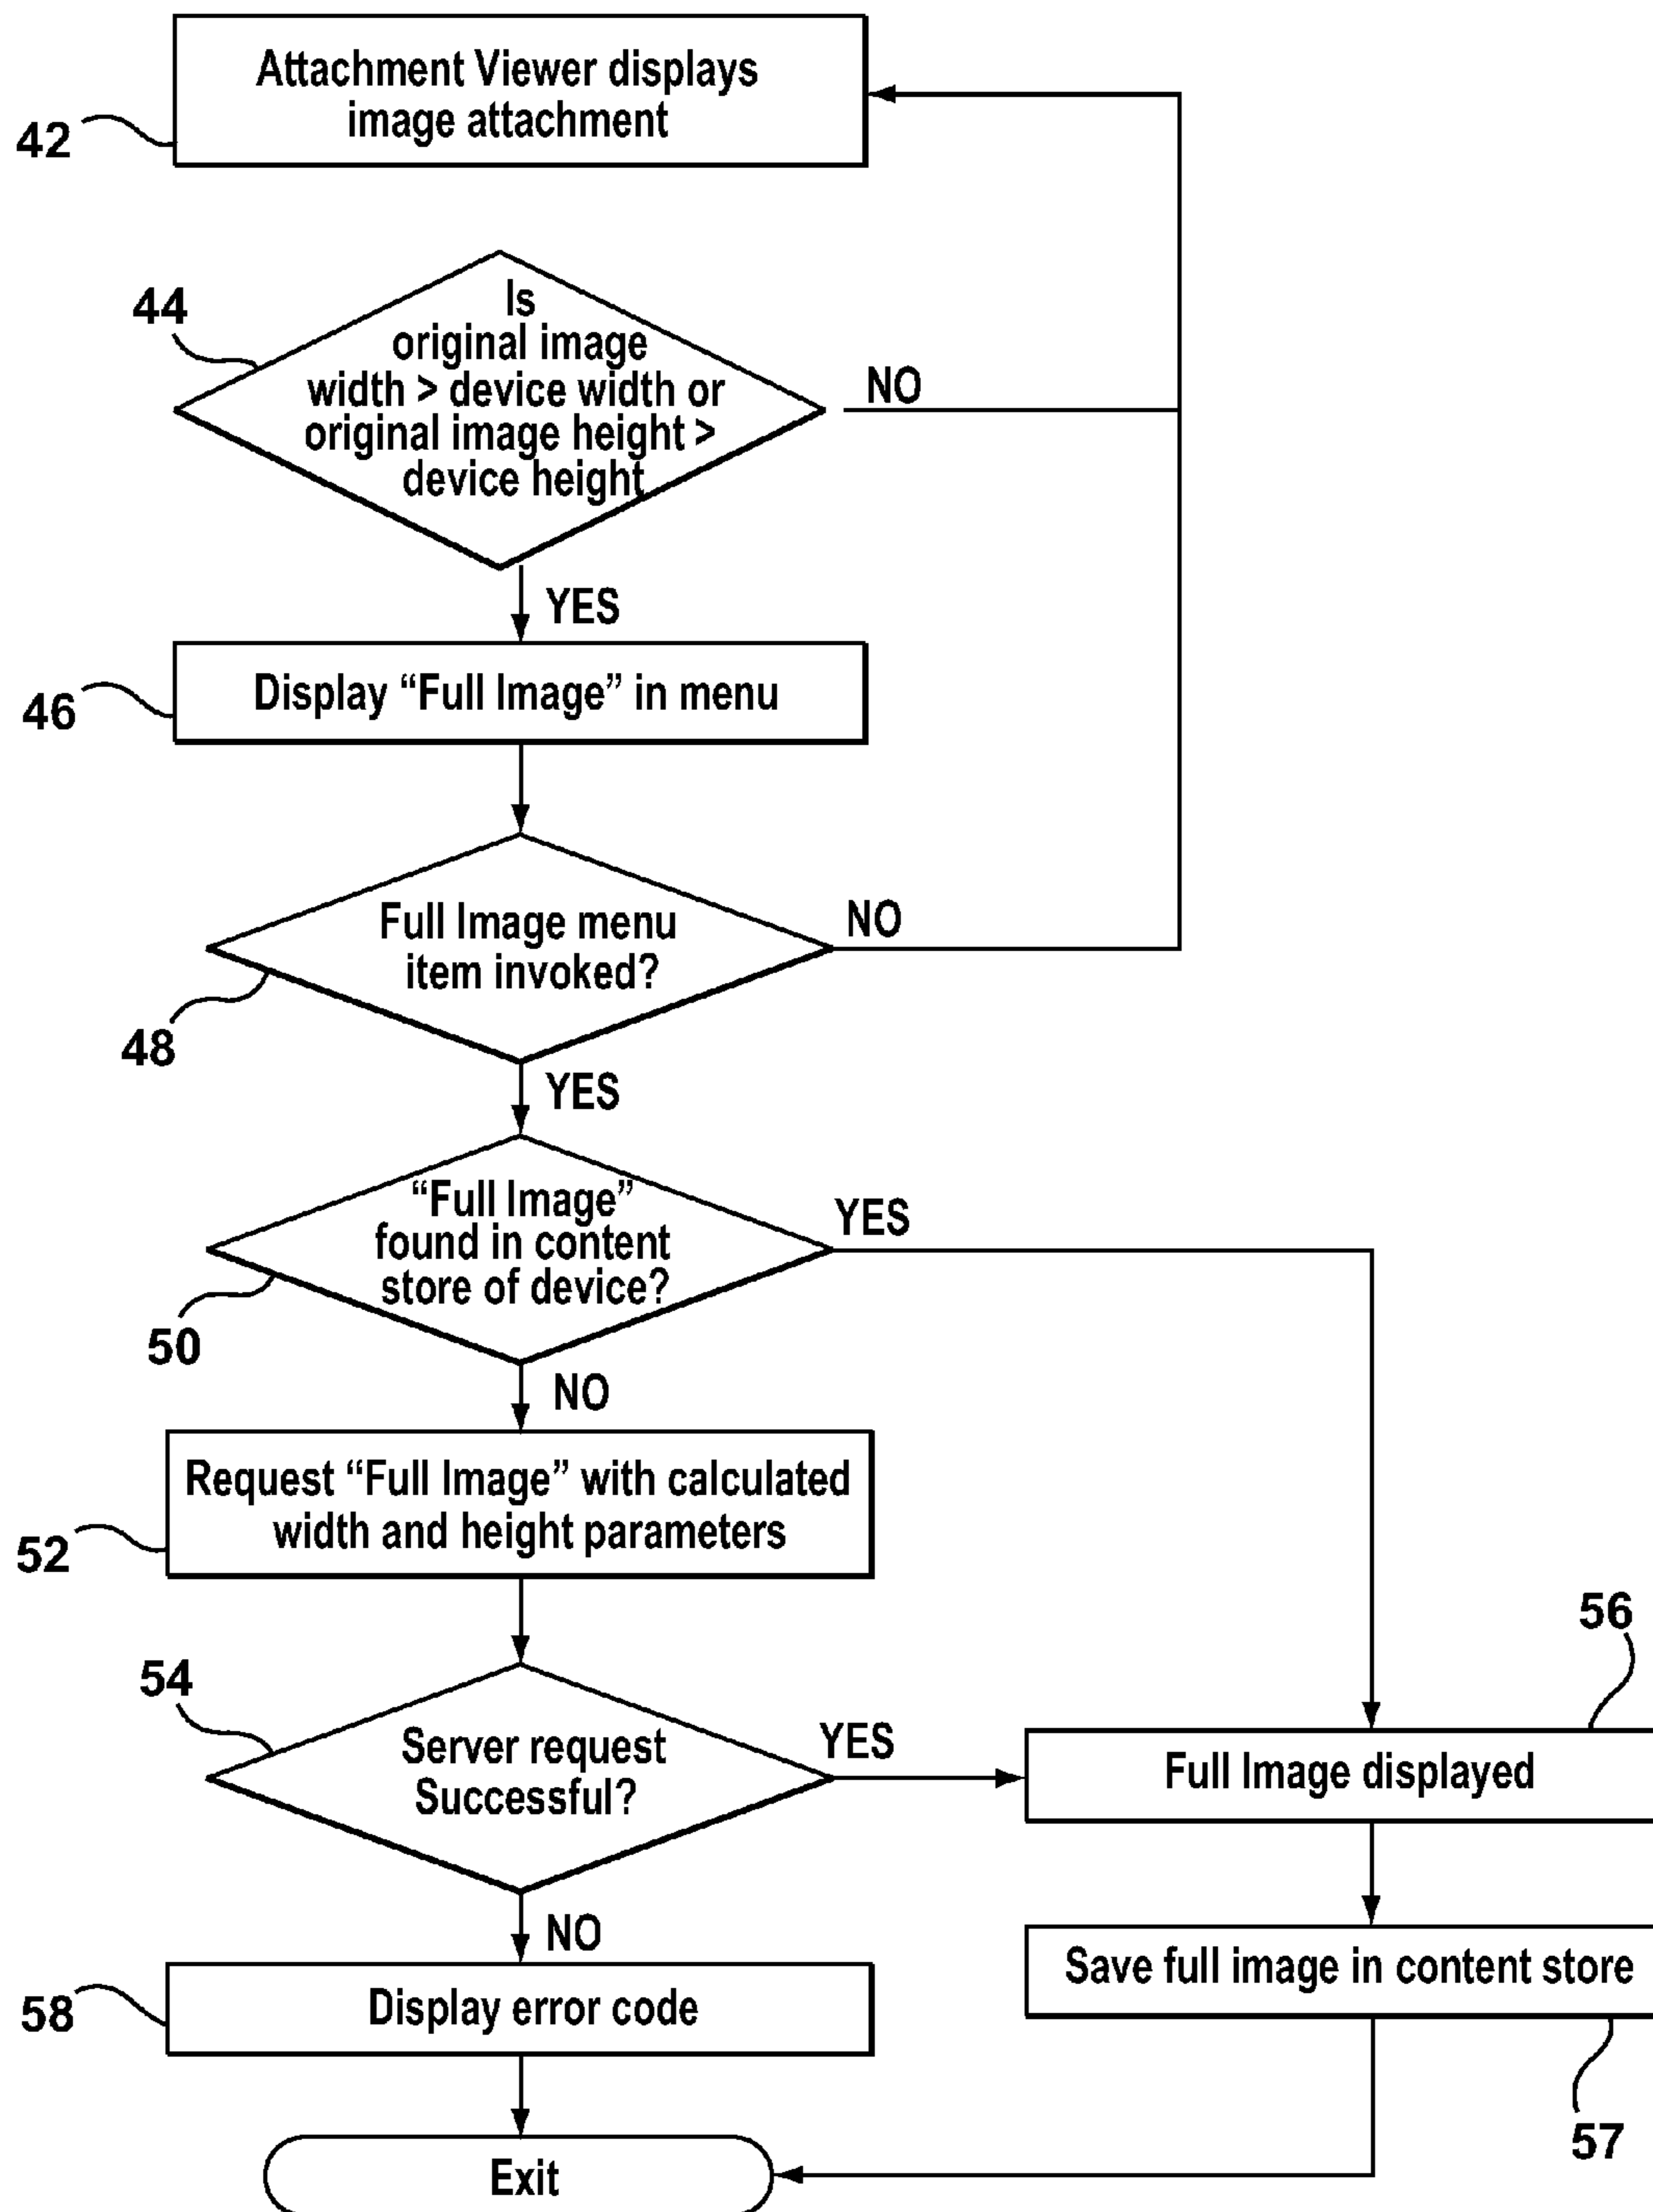 Attachment Viewer displays
image attachment
42
44
Is
original image
width > device width or
original image height >
device height
NO
YES
46
Display “Full Image” in menu
Full Image menu
item invoked?
NO
48
YES
“Full Image”
found in content
store of device?
YES
50
NO
Request “Full Image” with calculated
width and height parameters
52
56
54
Server request
Successful?
YES
Full Image displayed
NO
Save full image in content store
58
Display error code
57
Exit